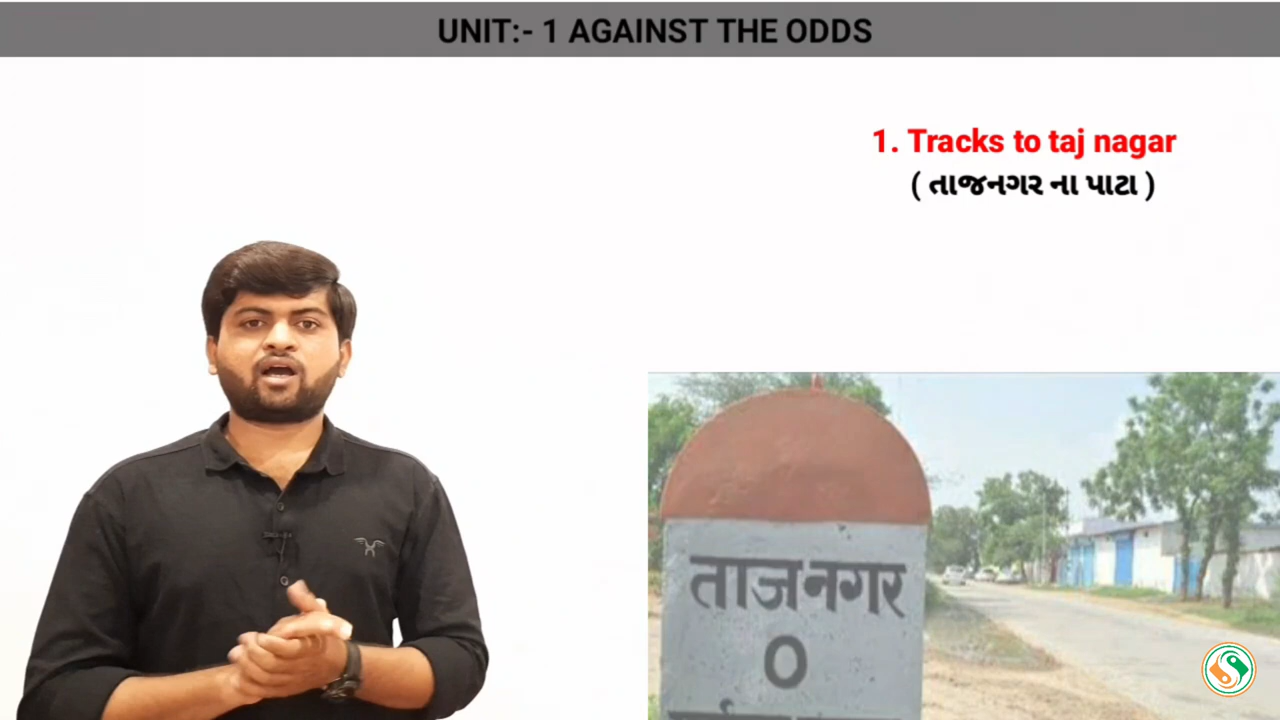 UNIT:- 1 AGAINST THE ODDS
1. Tracks to taj nagar
( તાજનગર ના પાટા )
ताजनगर
0